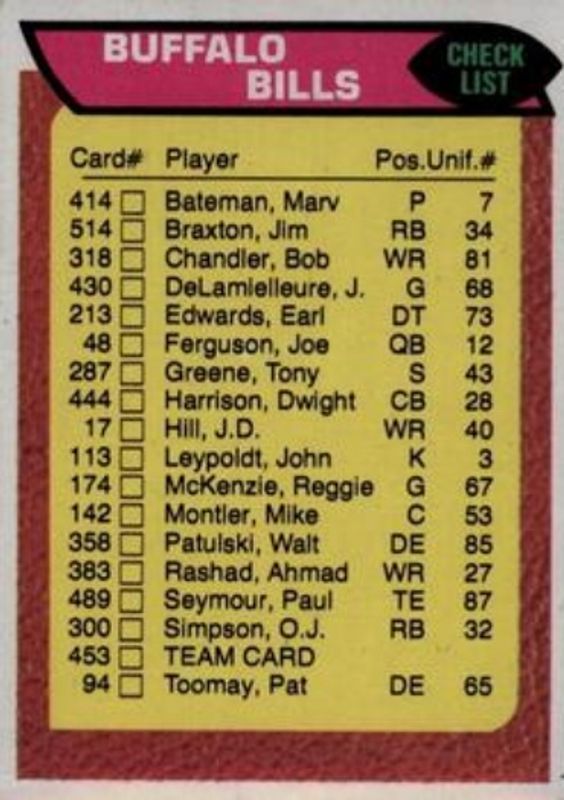 BUFFALO
BILLS
CHECK
LIST
Card# Player Pos. Unif.#
414 Bateman, Marv P 7
514 Braxton, Jim RB 34
318 Chandler, Bob WR 81
430 DeLamielleure, J. G 68
213 Edwards, Earl DT 73
48 Ferguson, Joe QB 12
287 Greene, Tony S 43
444 Harrison, Dwight CB 28
17 Hill, J.D. WR 40
113 Leypoldt, John K 3
174 McKenzie, Reggie G 67
142 Montler, Mike C 53
358 Patulski, Walt DE 85
383 Rashad, Ahmad WR 27
489 Seymour, Paul TE 87
300 Simpson, O.J. RB 32
453 TEAM CARD
94 Toomay, Pat DE 65